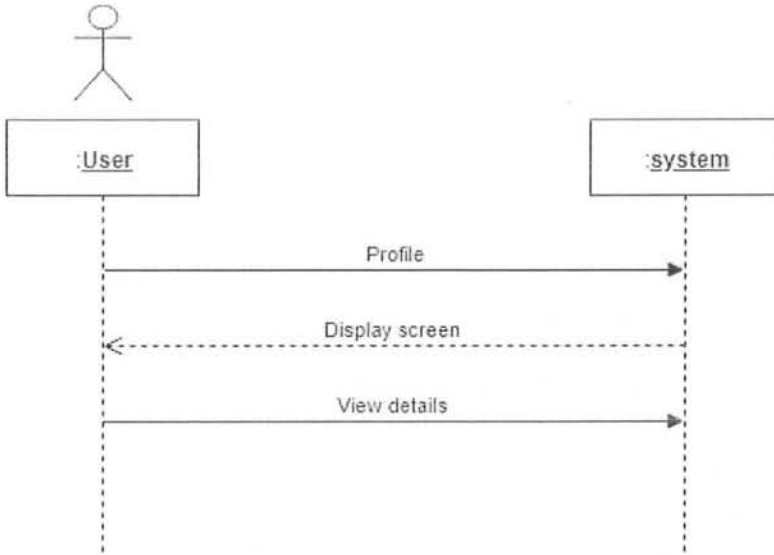 :User
:system
Profile
Display screen
View details